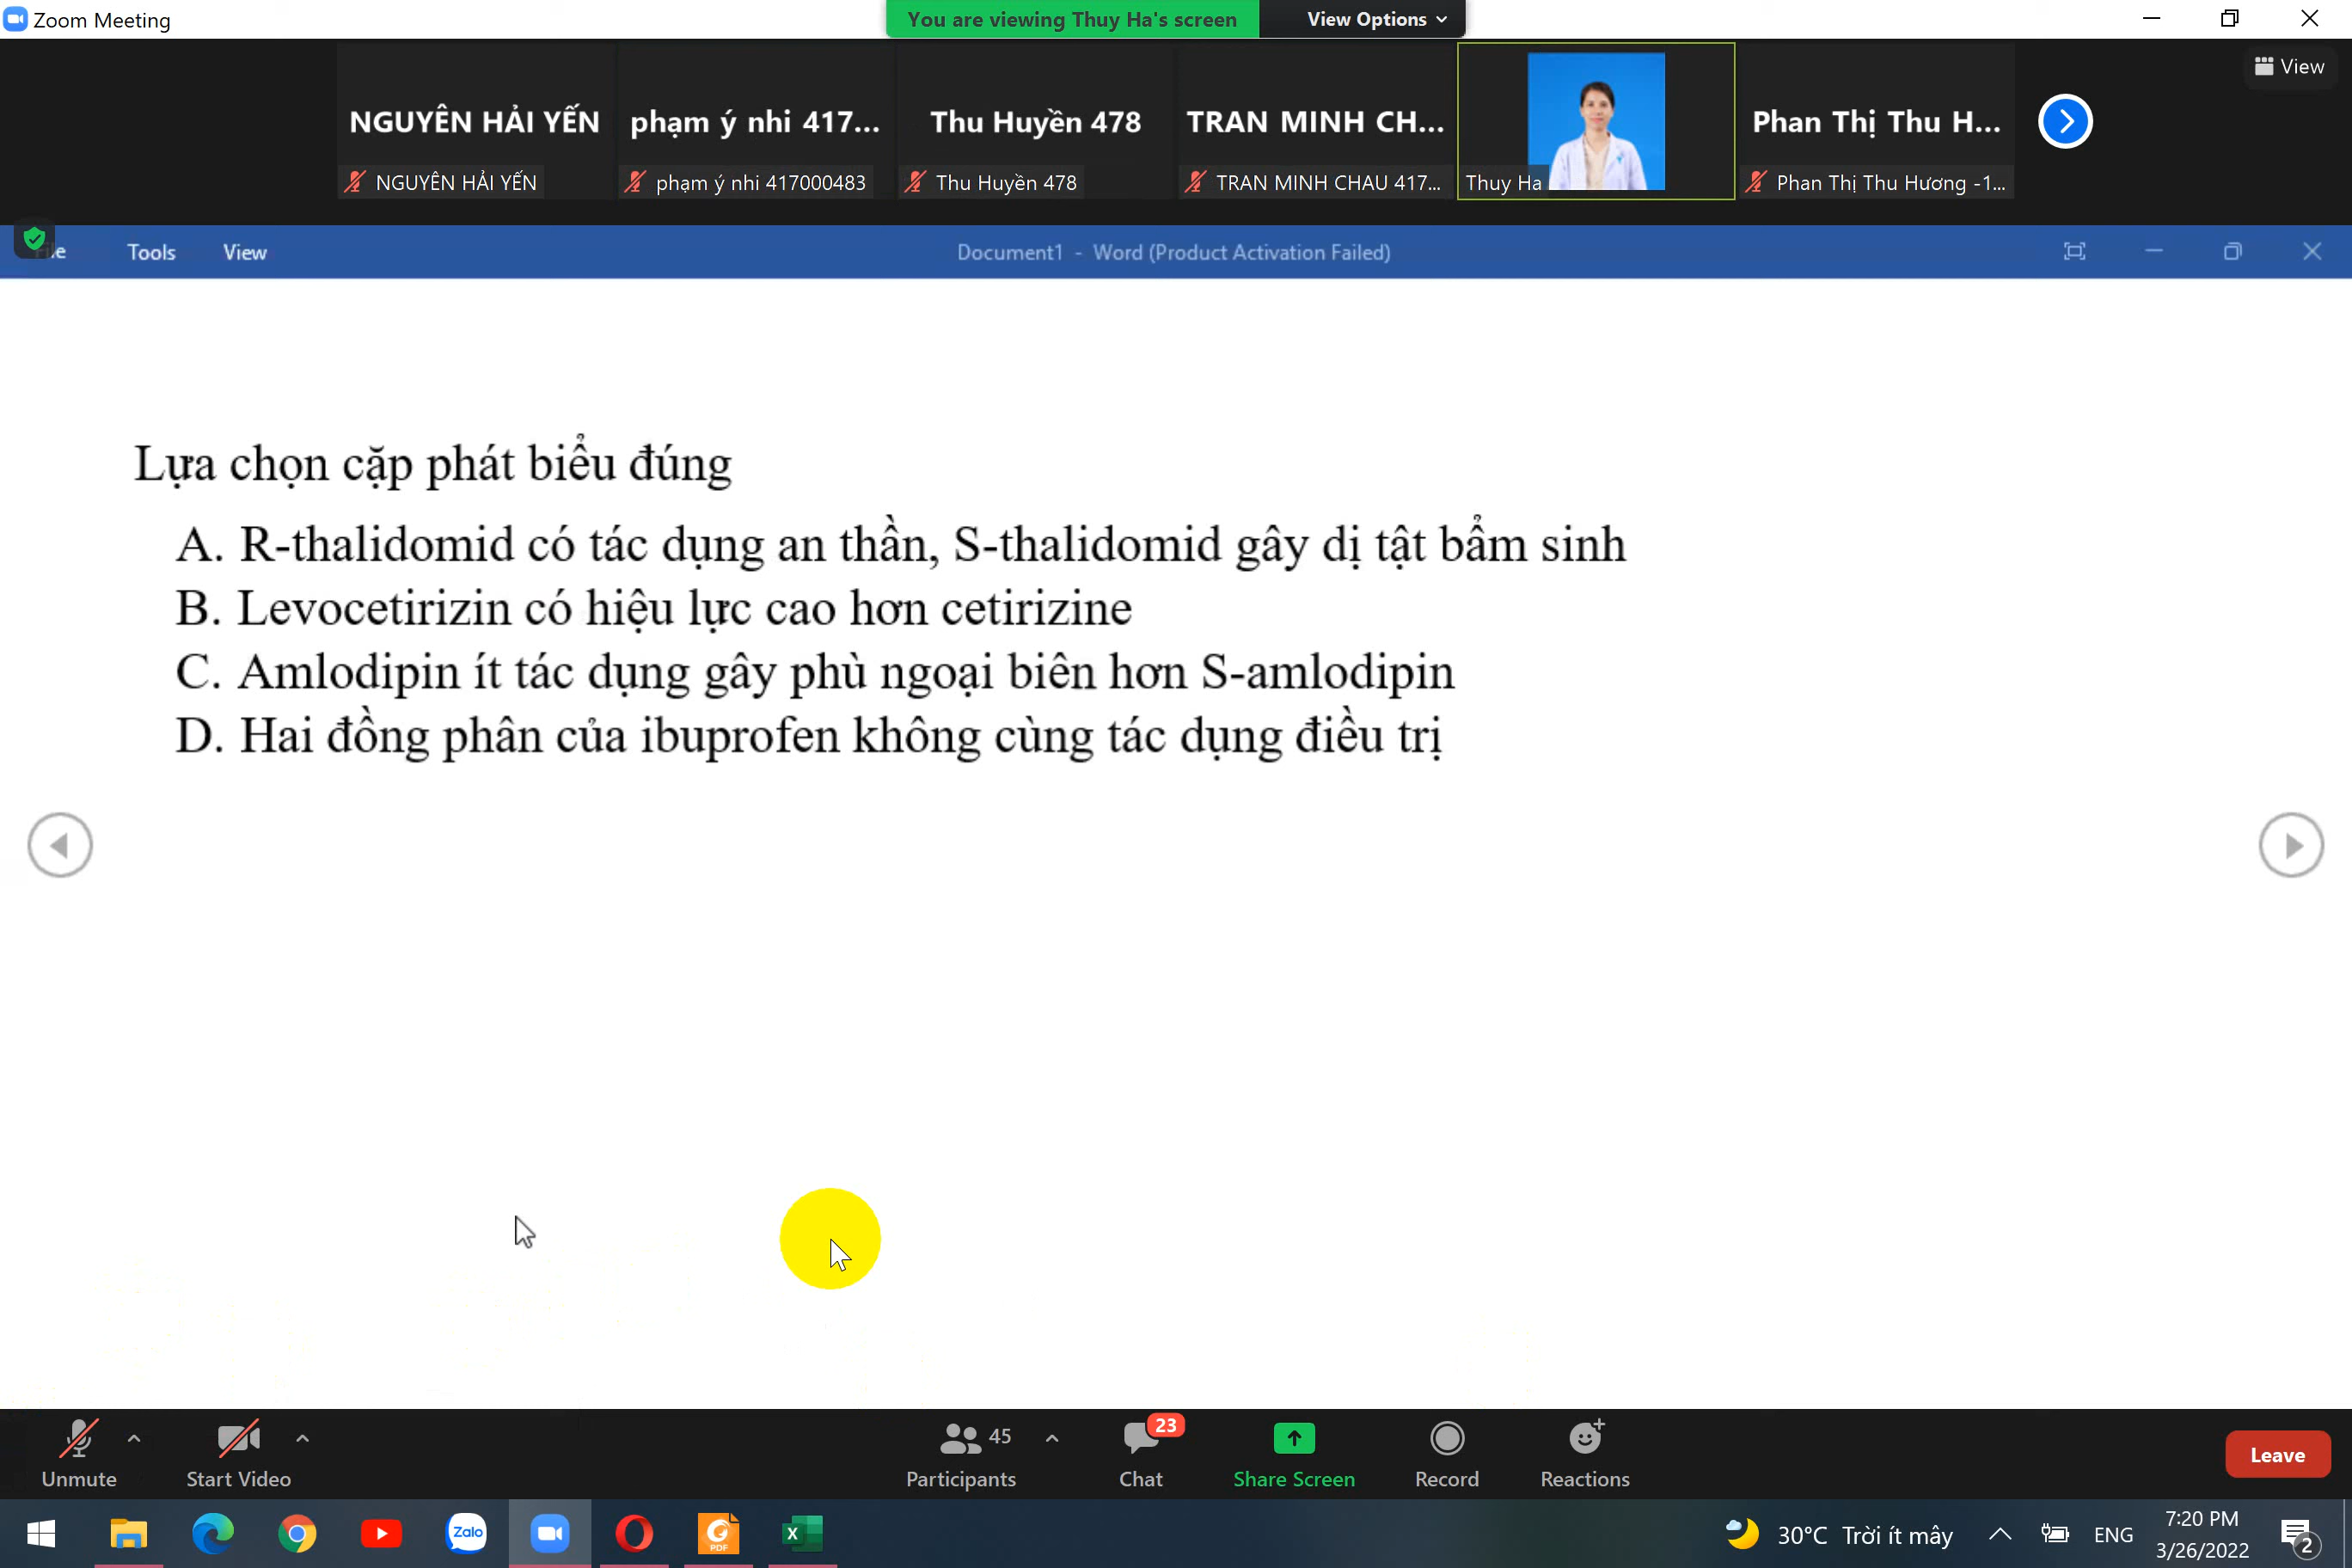 Zoom Meeting
You are viewing Thuy Ha's screen
View Options
View
NGUYÊN HẢI YẾN
phạm ý nhi 417...
Thu Huyền 478
TRAN MINH CH...
Phan Thị Thu H...
NGUYÊN HẢI YẾN
phạm ý nhi 417000483
Thu Huyền 478
TRAN MINH CHAU 417...
Thuy Ha
Phan Thị Thu Hương -1...
Tools
View
Document1 - Word (Product Activation Failed)
Lựa chọn cặp phát biểu đúng
A. R-thalidomid có tác dụng an thần, S-thalidomid gây dị tật bẩm sinh
B. Levocetirizin có hiệu lực cao hơn cetirizine
C. Amlodipin ít tác dụng gây phù ngoại biên hơn S-amlodipin
D. Hai đồng phân của ibuprofen không cùng tác dụng điều trị
Unmute
Start Video
45
Participants
23
Chat
Share Screen
Record
Reactions
Leave
Zalo
PDF
X
30°C Trời ít mây
ENG
7:20 PM
3/26/2022
2